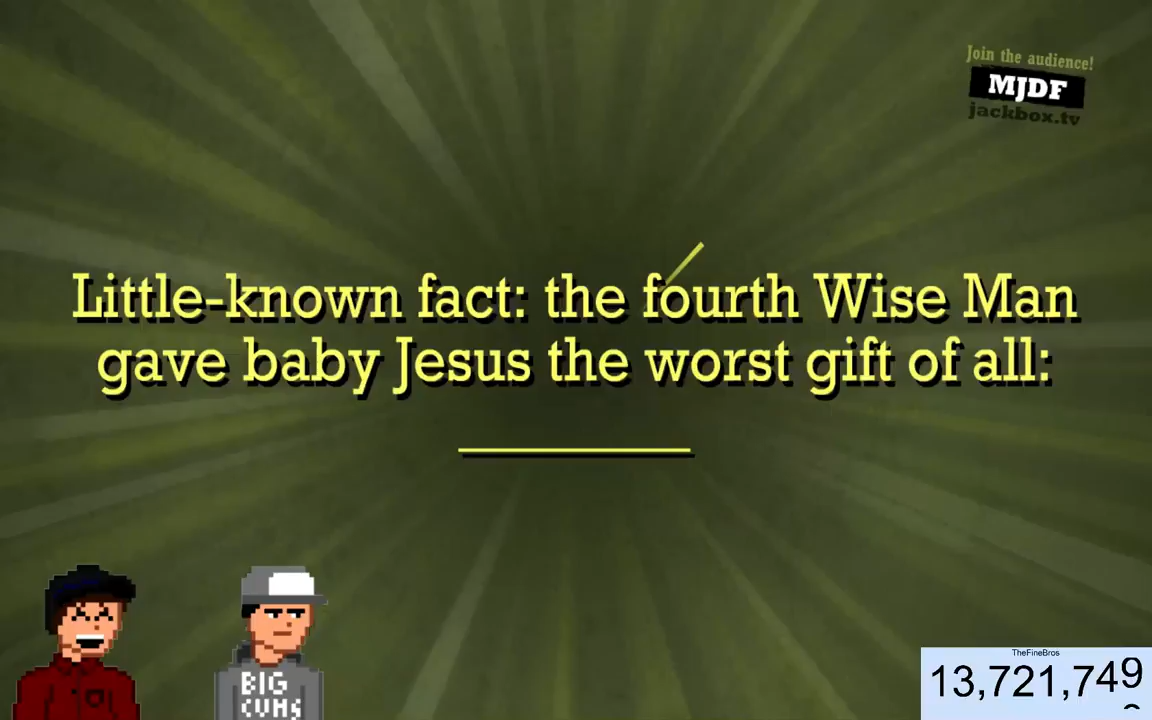 Join the audience!
MJDF
jackbox.tv
Little-known fact: the fourth Wise Man
gave baby Jesus the worst gift of all:
BIG
CUMS
TheFineBros
13,721,749